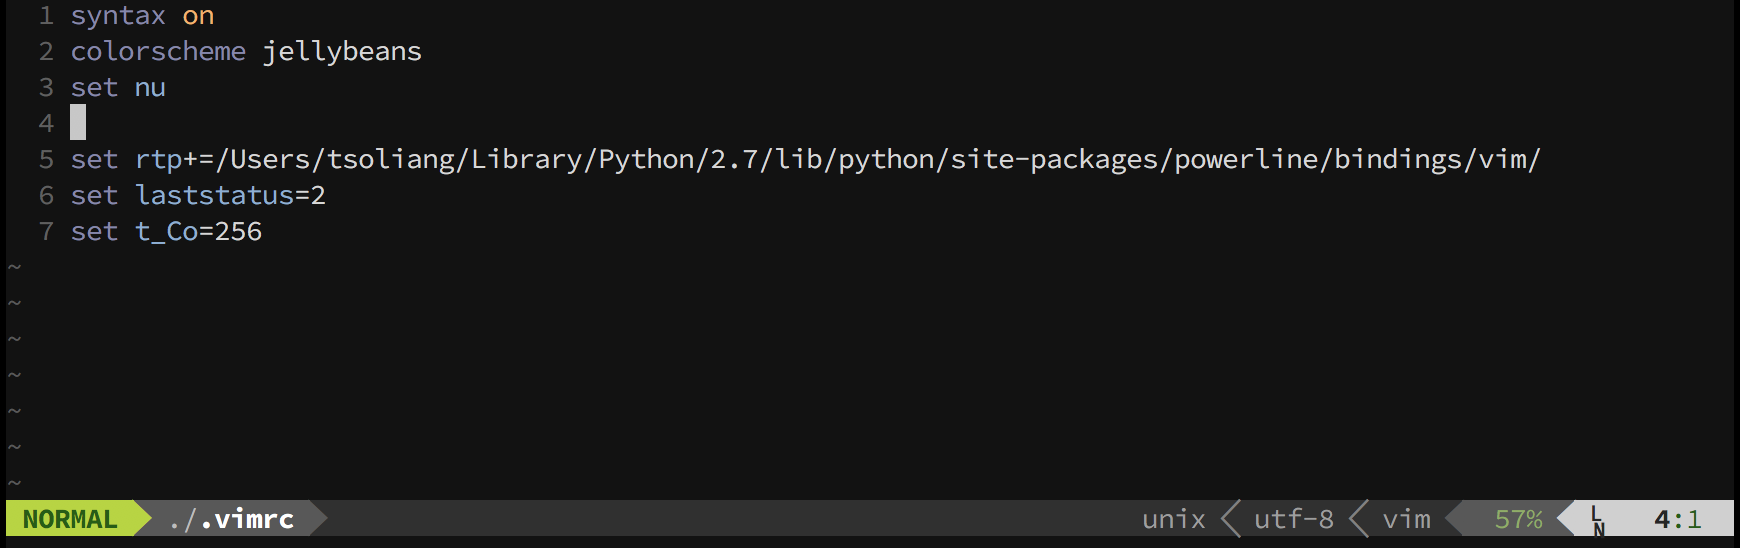 1 syntax on
2 colorscheme jellybeans
3 set nu
4
5 set rtp+=/Users/tsoliang/Library/Python/2.7/lib/python/site-packages/powerline/bindings/vim/
6 set laststatus=2
7 set t_Co=256
~
~
~
~
~
~
~
NORMAL ./.vimrc unix utf-8 vim 57% LN 4:1